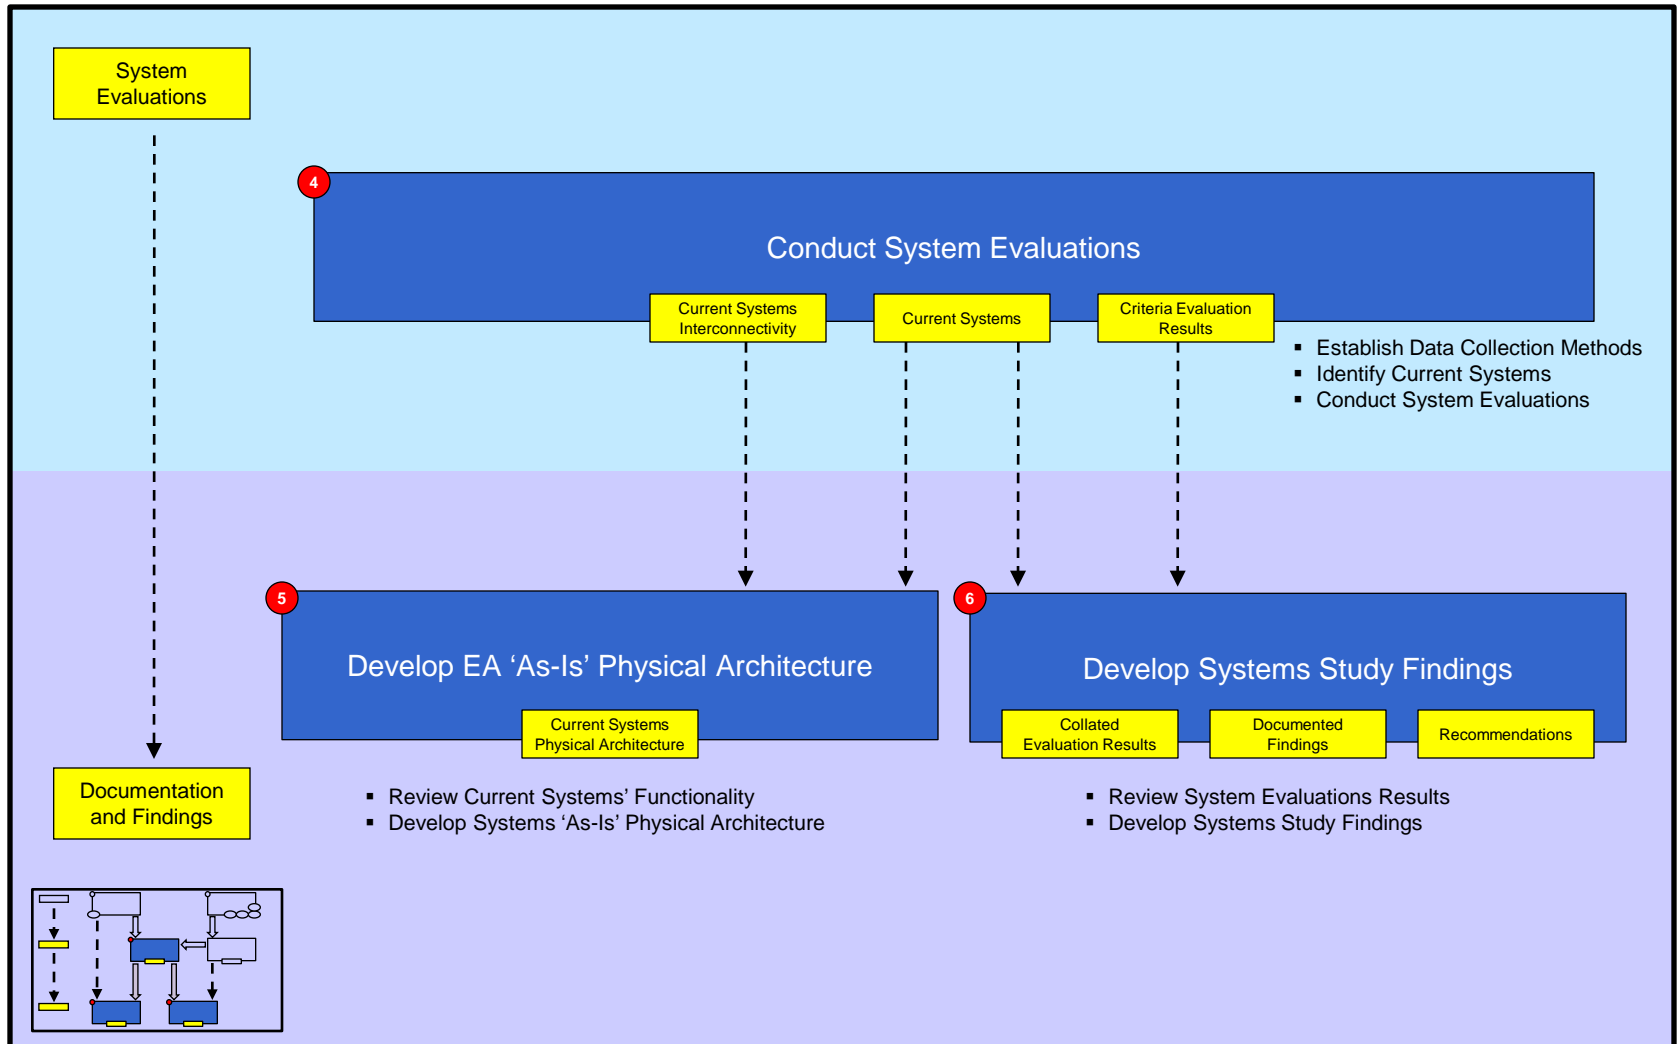 System
Evaluations
4
Conduct System Evaluations
Current Systems
Interconnectivity
Current Systems
Criteria Evaluation
Results
▪ Establish Data Collection Methods
▪ Identify Current Systems
▪ Conduct System Evaluations
5
Develop EA ‘As-Is’ Physical Architecture
Current Systems
Physical Architecture
6
Develop Systems Study Findings
Collated
Evaluation Results
Documented
Findings
Recommendations
Documentation
and Findings
▪ Review Current Systems’ Functionality
▪ Develop Systems ‘As-Is’ Physical Architecture
▪ Review System Evaluations Results
▪ Develop Systems Study Findings